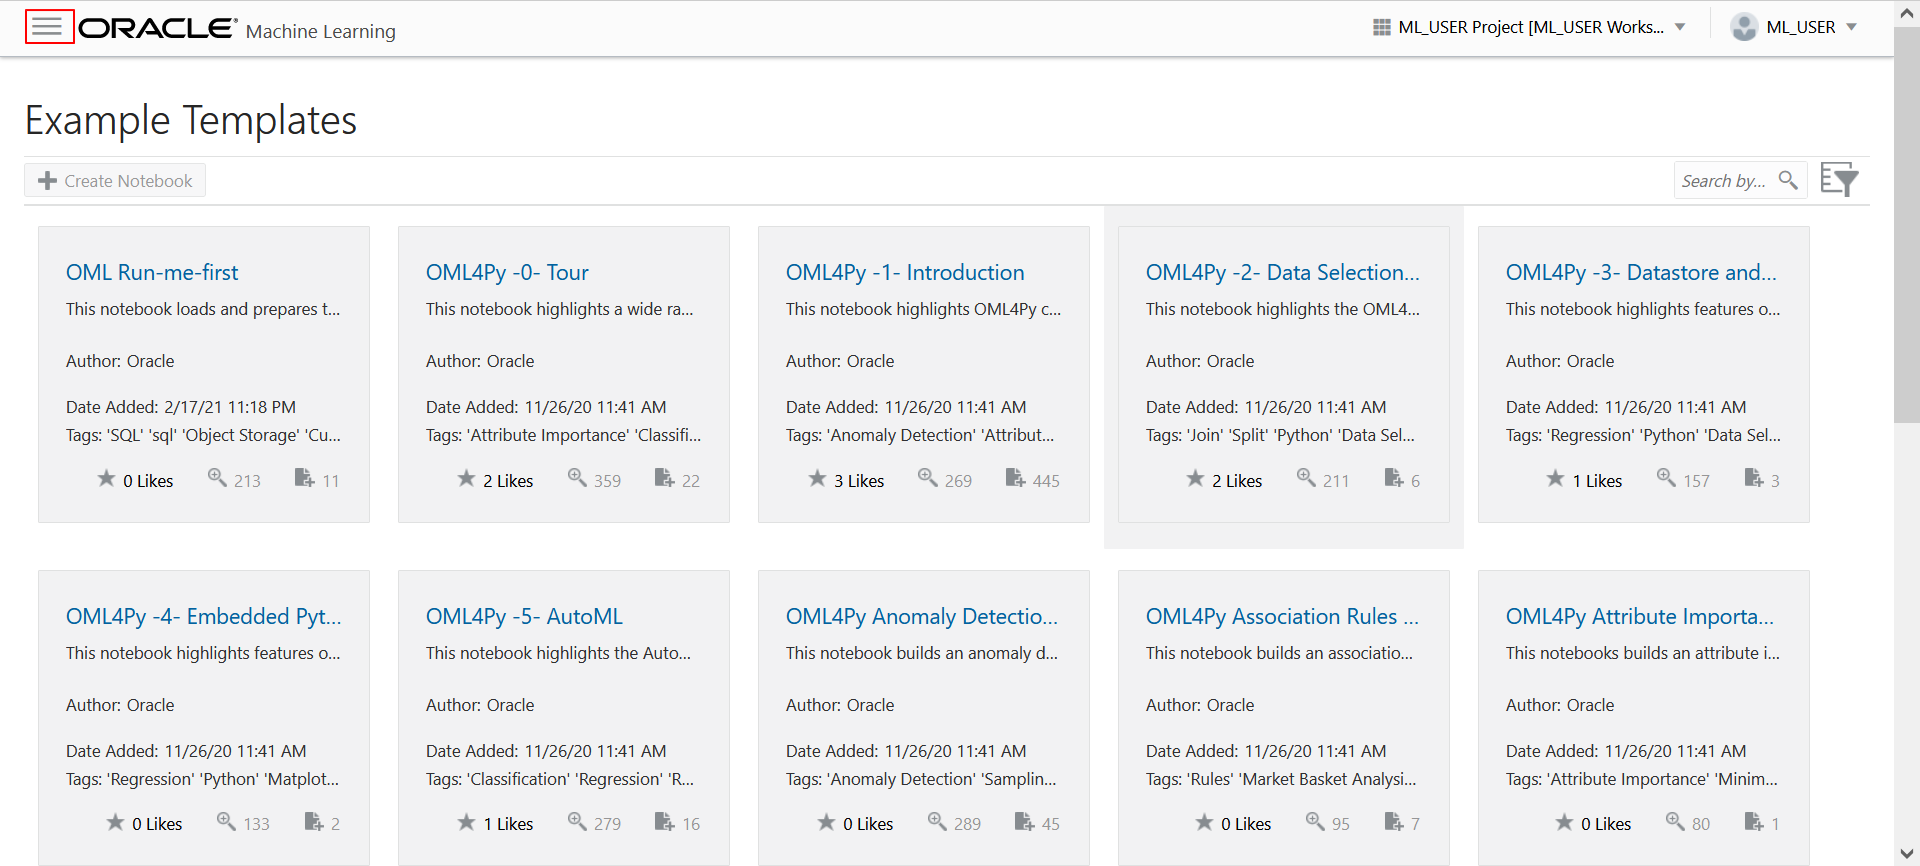 ORACLE® Machine Learning
ML_USER Project [ML_USER Works...
ML_USER
Example Templates
Create Notebook
Search by...
OML Run-me-first
This notebook loads and prepares t...
Author: Oracle
Date Added: 2/17/21 11:18 PM
Tags: 'SQL' 'sql' 'Object Storage' 'Cu...
0 Likes 213 11
OML4Py -0- Tour
This notebook highlights a wide ra...
Author: Oracle
Date Added: 11/26/20 11:41 AM
Tags: 'Attribute Importance' 'Classifi...
2 Likes 359 22
OML4Py -1- Introduction
This notebook highlights OML4Py c...
Author: Oracle
Date Added: 11/26/20 11:41 AM
Tags: 'Anomaly Detection' 'Attribut...
3 Likes 269 445
OML4Py -2- Data Selection...
This notebook highlights the OML4...
Author: Oracle
Date Added: 11/26/20 11:41 AM
Tags: 'Join' 'Split' 'Python' 'Data Sel...
2 Likes 211 6
OML4Py -3- Datastore and...
This notebook highlights features o...
Author: Oracle
Date Added: 11/26/20 11:41 AM
Tags: 'Regression' 'Python' 'Data Sel...
1 Likes 157 3
OML4Py -4- Embedded Pyt...
This notebook highlights features o...
Author: Oracle
Date Added: 11/26/20 11:41 AM
Tags: 'Regression' 'Python' 'Matplot...
0 Likes 133 2
OML4Py -5- AutoML
This notebook highlights the Auto...
Author: Oracle
Date Added: 11/26/20 11:41 AM
Tags: 'Classification' 'Regression' 'R...
1 Likes 279 16
OML4Py Anomaly Detectio...
This notebook builds an anomaly d...
Author: Oracle
Date Added: 11/26/20 11:41 AM
Tags: 'Anomaly Detection' 'Samplin...
0 Likes 289 45
OML4Py Association Rules ...
This notebook builds an associatio...
Author: Oracle
Date Added: 11/26/20 11:41 AM
Tags: 'Rules' 'Market Basket Analysi...
0 Likes 95 7
OML4Py Attribute Importa...
This notebooks builds an attribute i...
Author: Oracle
Date Added: 11/26/20 11:41 AM
Tags: 'Attribute Importance' 'Minim...
0 Likes 80 1